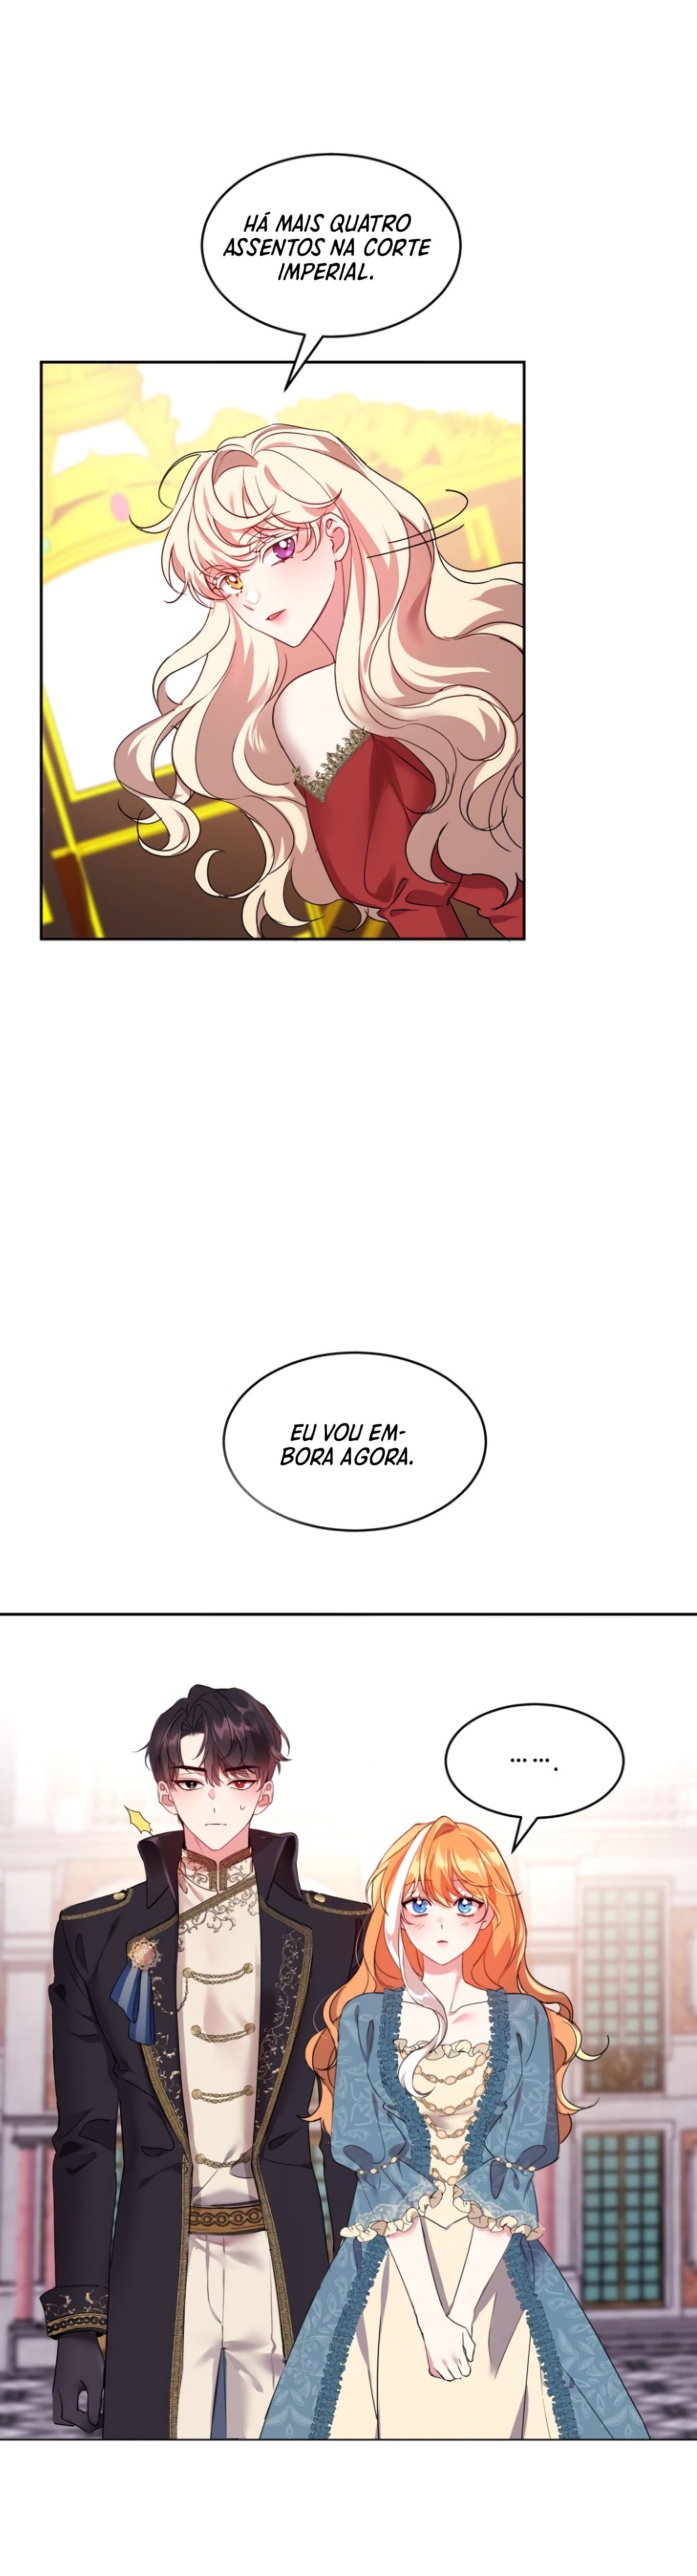 HÁ MAIS QUATRO
ASSENTOS NA CORTE
IMPERIAL.
EU VOU EM-
BORA AGORA.
... ... .